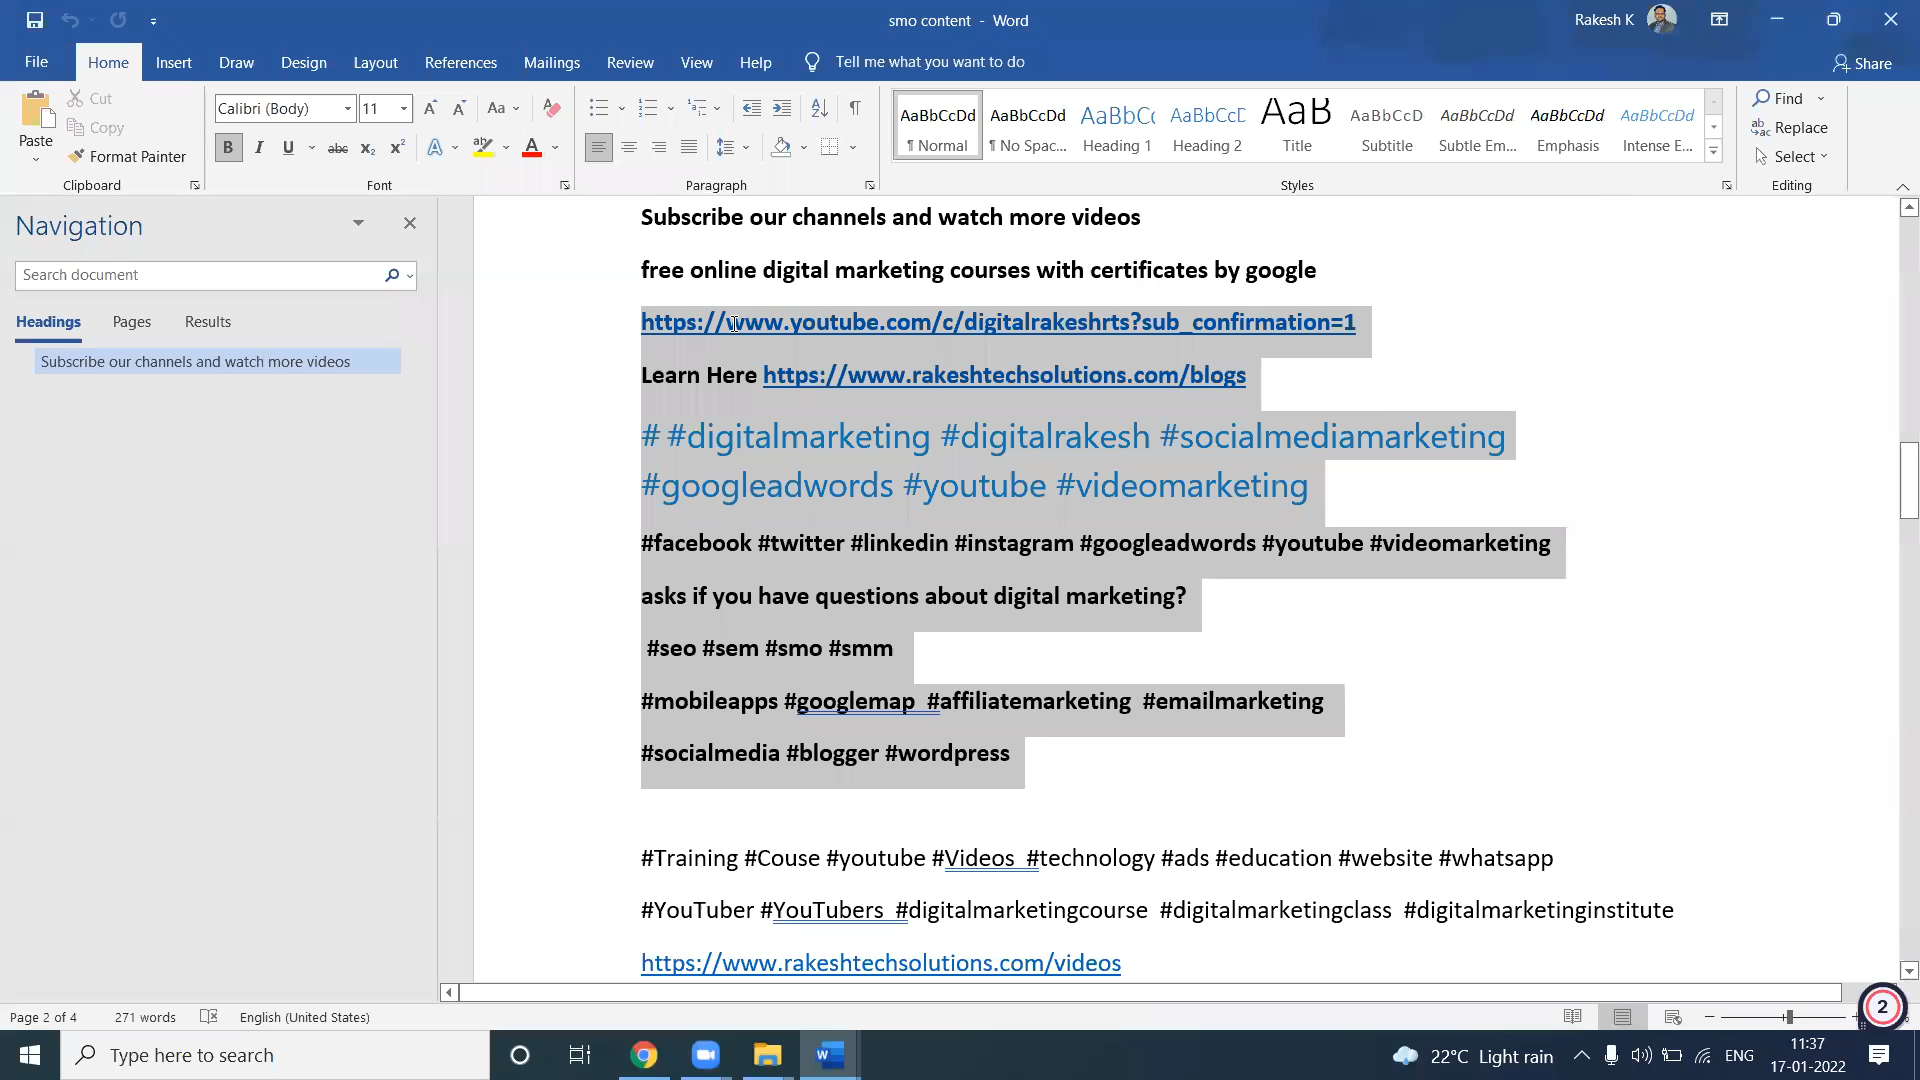 smo content - Word
Rakesh K
File Home Insert Draw Design Layout References Mailings Review View Help Tell me what you want to do Share
Paste Cut Copy Format Painter
Calibri (Body) 11 Aa
B I U abc x₂ x² A A
AaBbCcDd AaBbCcDd AaBbC AaBbCcD AaB AaBbCcD AaBbCcDd AaBbCcDd AaBbCcDd
¶ Normal ¶ No Spac... Heading 1 Heading 2 Title Subtitle Subtle Em... Emphasis Intense E...
Find
Replace
Select
Clipboard Font Paragraph Styles Editing
Navigation
Search document
Headings Pages Results
Subscribe our channels and watch more videos
Subscribe our channels and watch more videos
free online digital marketing courses with certificates by google
https://www.youtube.com/c/digitalrakeshrts?sub_confirmation=1
Learn Here https://www.rakeshtechsolutions.com/blogs
# #digitalmarketing #digitalrakesh #socialmediamarketing
#googleadwords #youtube #videomarketing
#facebook #twitter #linkedin #instagram #googleadwords #youtube #videomarketing
asks if you have questions about digital marketing?
#seo #sem #smo #smm
#mobileapps #googlemap #affiliatemarketing #emailmarketing
#socialmedia #blogger #wordpress
#Training #Couse #youtube #Videos #technology #ads #education #website #whatsapp
#YouTuber #YouTubers #digitalmarketingcourse #digitalmarketingclass #digitalmarketinginstitute
https://www.rakeshtechsolutions.com/videos
Page 2 of 4 271 words English (United States)
2
Type here to search
22°C Light rain ENG
11:37
17-01-2022